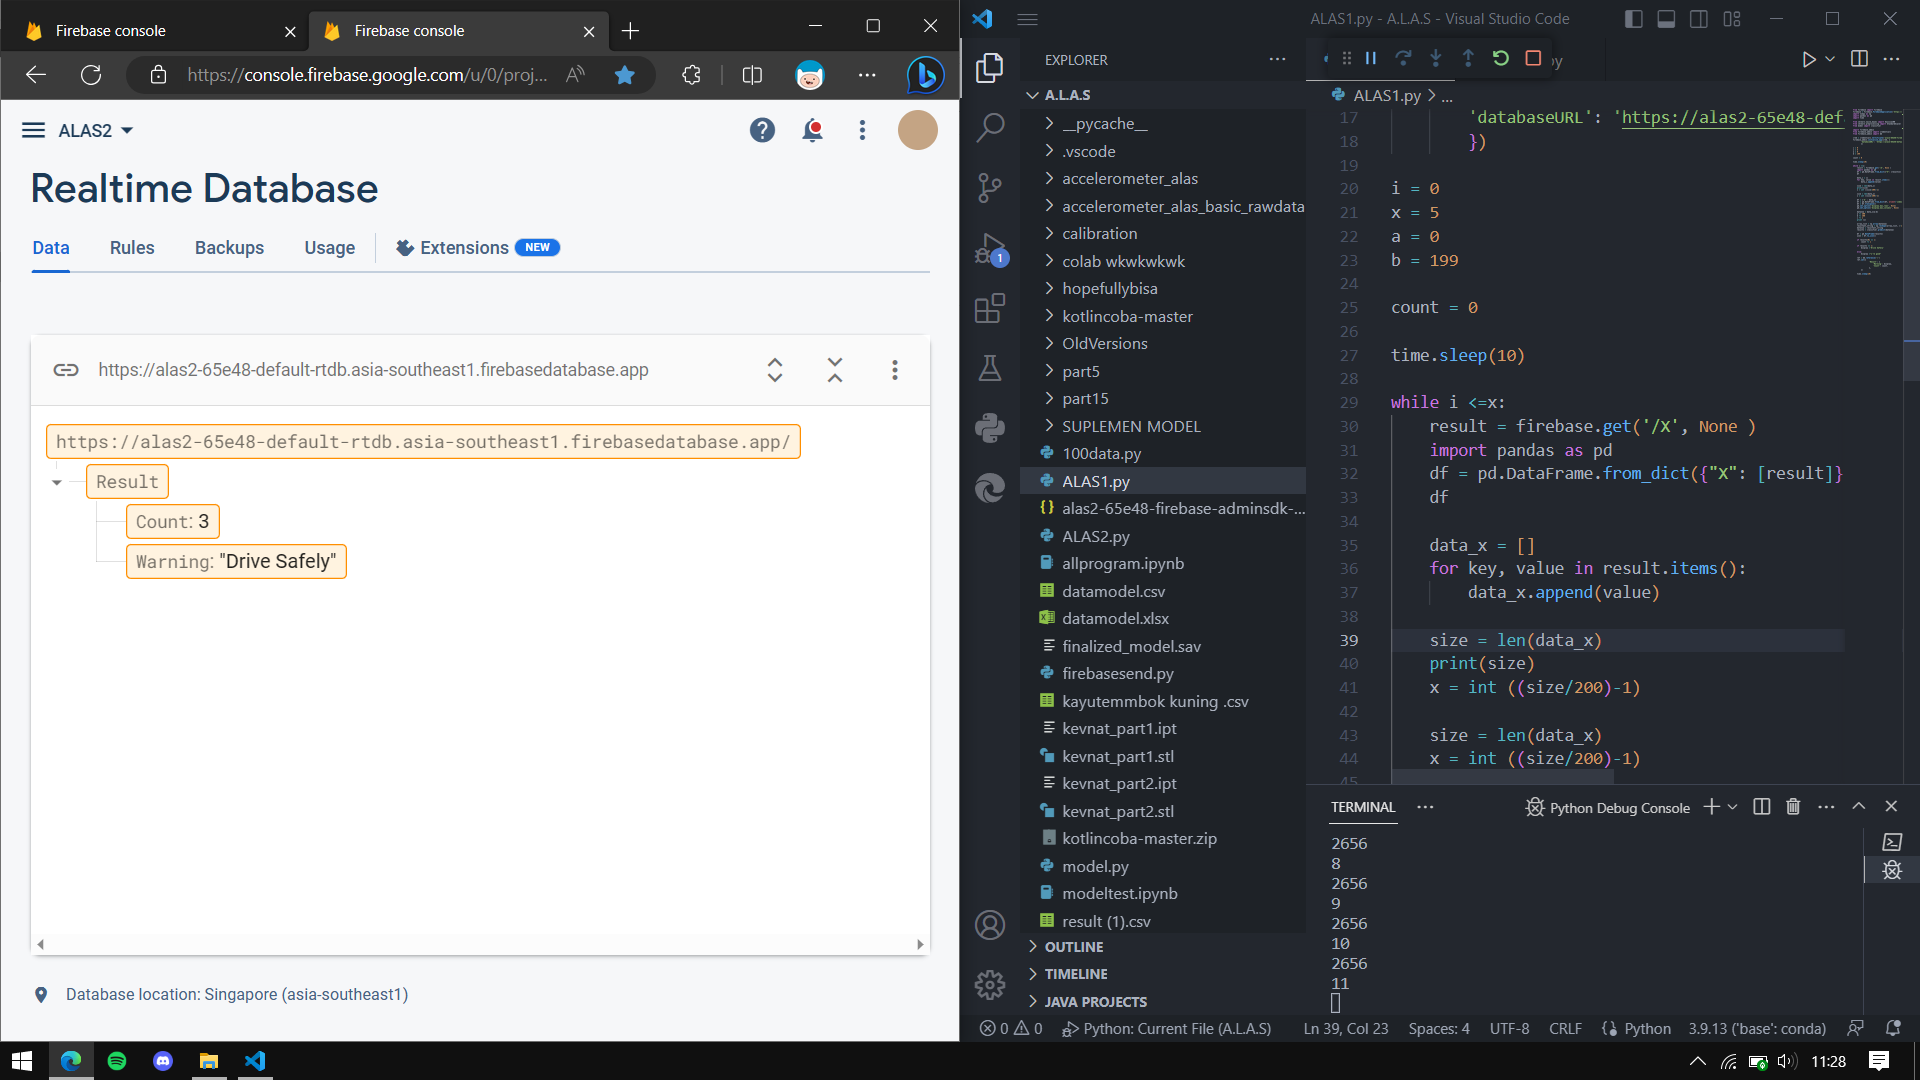 Firebase console
Firebase console
https://console.firebase.google.com/u/0/proj...
ALAS2
Realtime Database
Data
Rules
Backups
Usage
Extensions
NEW
https://alas2-65e48-default-rtdb.asia-southeast1.firebasedatabase.app
https://alas2-65e48-default-rtdb.asia-southeast1.firebasedatabase.app/
Result
Count: 3
Warning: "Drive Safely"
Database location: Singapore (asia-southeast1)
ALAS1.py - A.L.A.S - Visual Studio Code
EXPLORER
A.L.A.S
__pycache__
.vscode
accelerometer_alas
accelerometer_alas_basic_rawdata
calibration
colab wkwkwkwk
hopefullybisa
kotlincoba-master
OldVersions
part5
part15
SUPLEMEN MODEL
100data.py
ALAS1.py
alas2-65e48-firebase-adminsdk-...
ALAS2.py
allprogram.ipynb
datamodel.csv
datamodel.xlsx
finalized_model.sav
firebasesend.py
kayutemmbok kuning .csv
kevnat_part1.ipt
kevnat_part1.stl
kevnat_part2.ipt
kevnat_part2.stl
kotlincoba-master.zip
model.py
modeltest.ipynb
result (1).csv
OUTLINE
TIMELINE
JAVA PROJECTS
1
py
ALAS1.py > ...
17 'databaseURL': 'https://alas2-65e48-def
18 })
19
20 i = 0
21 x = 5
22 a = 0
23 b = 199
24
25 count = 0
26
27 time.sleep(10)
28
29 while i <=x:
30 result = firebase.get('/X', None )
31 import pandas as pd
32 df = pd.DataFrame.from_dict({"X": [result]}
33 df
34
35 data_x = []
36 for key, value in result.items():
37 data_x.append(value)
38
39 size = len(data_x)
40 print(size)
41 x = int ((size/200)-1)
42
43 size = len(data_x)
44 x = int ((size/200)-1)
45
TERMINAL
Python Debug Console
2656
8
2656
9
2656
10
2656
11
0 0 Python: Current File (A.L.A.S) Ln 39, Col 23 Spaces: 4 UTF-8 CRLF Python 3.9.13 ('base': conda)
11:28